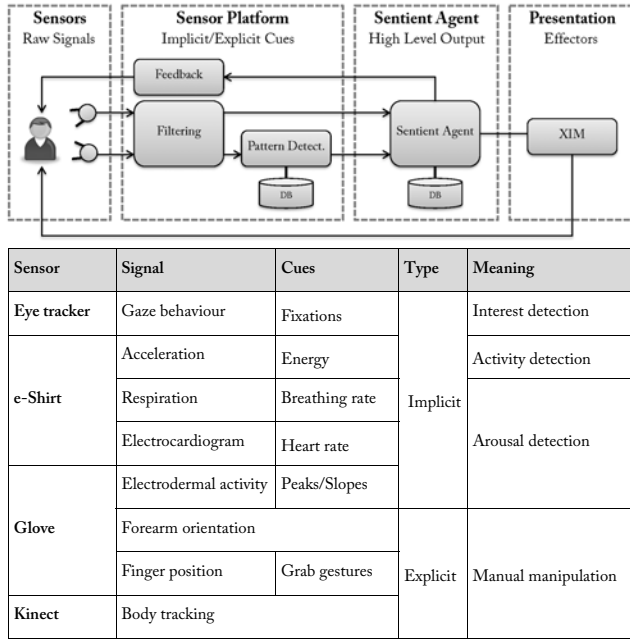 Sensors
Raw Signals
Sensor Platform
Implicit/Explicit Cues
Sentient Agent
High Level Output
Presentation
Effectors
Feedback
Filtering
Pattern Detect.
DB
Sentient Agent
DB
XIM
Sensor Signal Cues Type Meaning
Eye tracker Gaze behaviour Fixations Implicit Interest detection
e-Shirt Acceleration Energy Activity detection
Respiration Breathing rate Arousal detection
Electrocardiogram Heart rate
Glove Electrodermal activity Peaks/Slopes
Forearm orientation Explicit Manual manipulation
Finger position Grab gestures
Kinect Body tracking